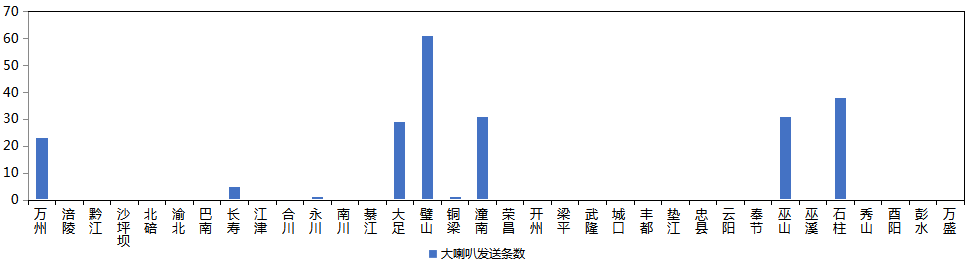 70
60
50
40
30
20
10
0
万州
涪陵
黔江
沙坪坝
北碚
渝北
巴南
长寿
江津
合川
永川
南川
綦江
大足
璧山
铜梁
潼南
荣昌
开州
梁平
武隆
城口
丰都
垫江
忠县
云阳
奉节
巫山
巫溪
石柱
秀山
酉阳
彭水
万盛
大喇叭发送条数